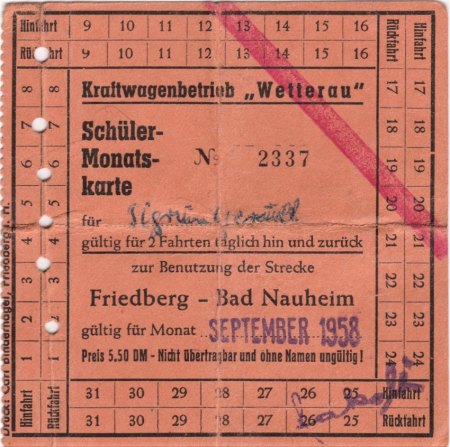 Hinfahrt 9 10 11 12 13 14 15 16 Rückfahrt
Rückfahrt 9 10 11 12 13 14 15 16 Hinfahrt
Kraftwagenbetrieb „Wetterau"
Schüler-
Monats-
karte
№ 2337
für
gültig für 2 Fahrten täglich hin und zurück
zur Benutzung der Strecke
Friedberg – Bad Nauheim
gültig für Monat SEPTEMBER 1958
Preis 5.50 DM - Nicht übertragbar und ohne Namen ungültig!
8 7 6 5 4 3 2 1
8 7 6 5 4 3 2 1
17 18 19 20 21 22 23 24
17 18 19 20 21 22 23 24
Hinfahrt Rückfahrt 31 30 29 28 27 26 25 Hinfahrt
31 30 29 28 27 26 25 Rückfahrt
Druck: Carl Bindernagel, Friedberg i. H.